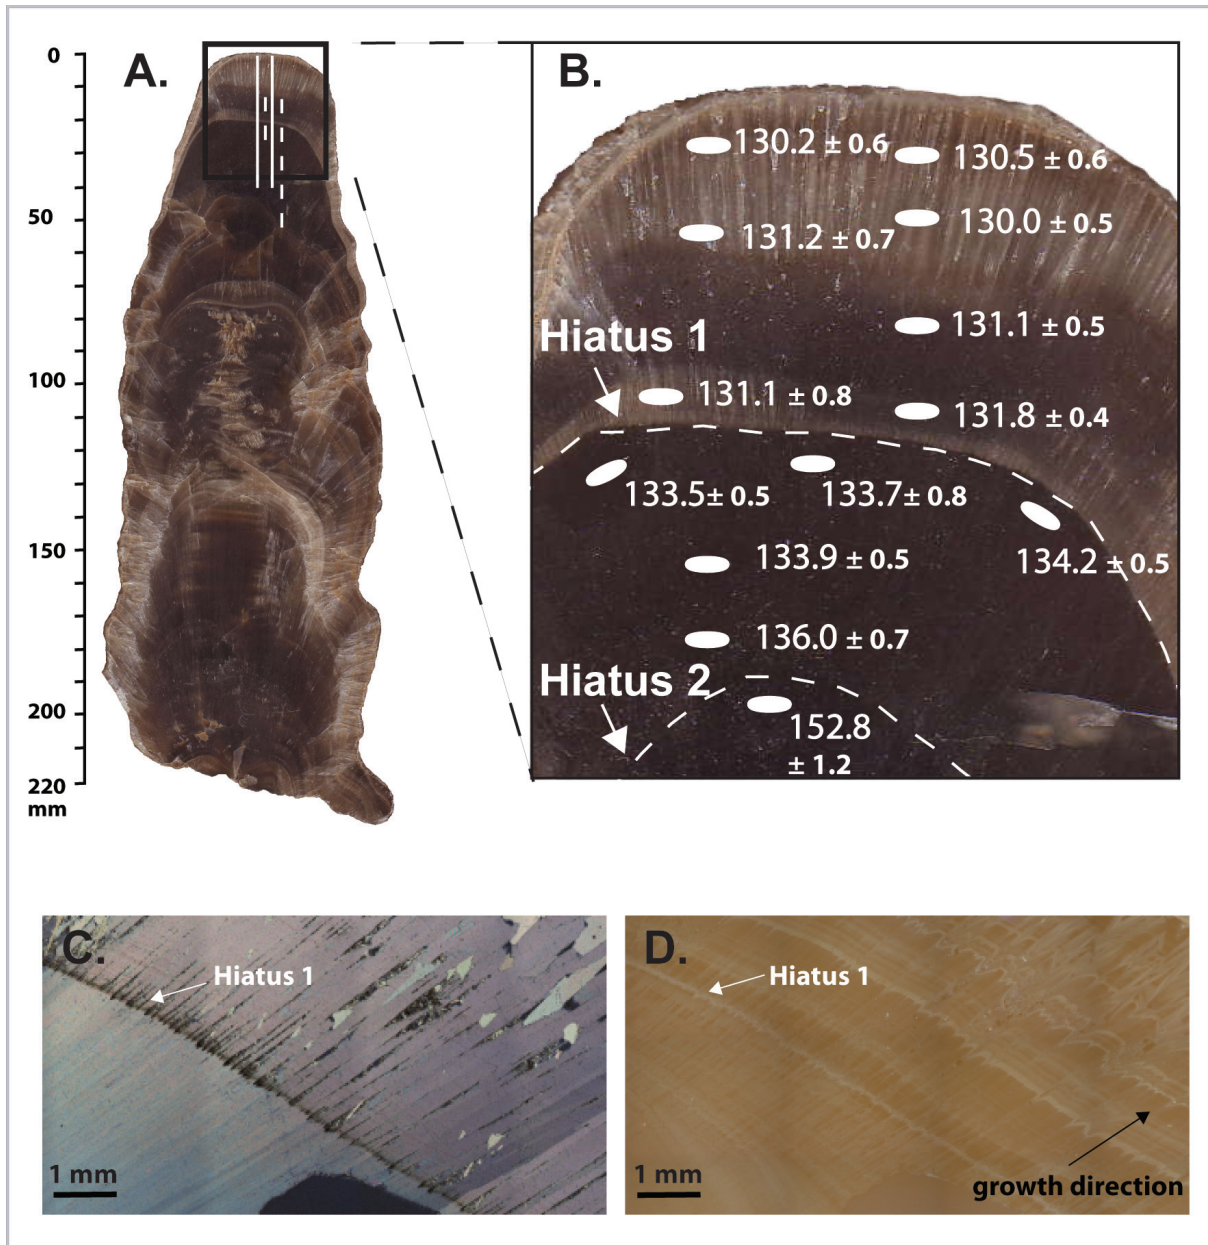 A.
0
50
100
150
200
220
mm
B.
130.2 ± 0.6
130.5 ± 0.6
131.2 ± 0.7
130.0 ± 0.5
131.1 ± 0.5
Hiatus 1
131.1 ± 0.8
131.8 ± 0.4
133.5 ± 0.5
133.7 ± 0.8
134.2 ± 0.5
133.9 ± 0.5
136.0 ± 0.7
Hiatus 2
152.8
± 1.2
C.
Hiatus 1
1 mm
D.
Hiatus 1
1 mm
growth direction